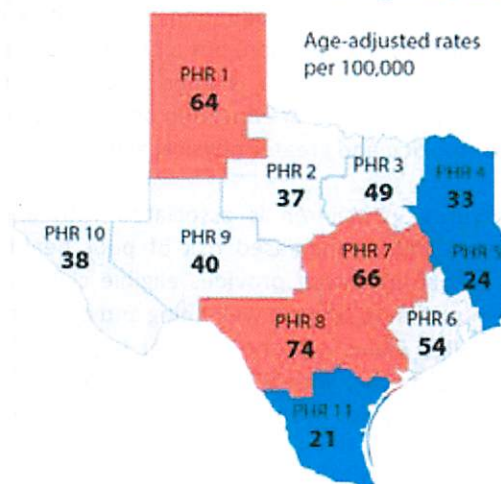 Age-adjusted rates
per 100,000
PHR 1
64
PHR 2
37
PHR 3
49
PHR 4
33
PHR 5
24
PHR 10
38
PHR 9
40
PHR 7
66
PHR 8
74
PHR 6
54
PHR 11
21